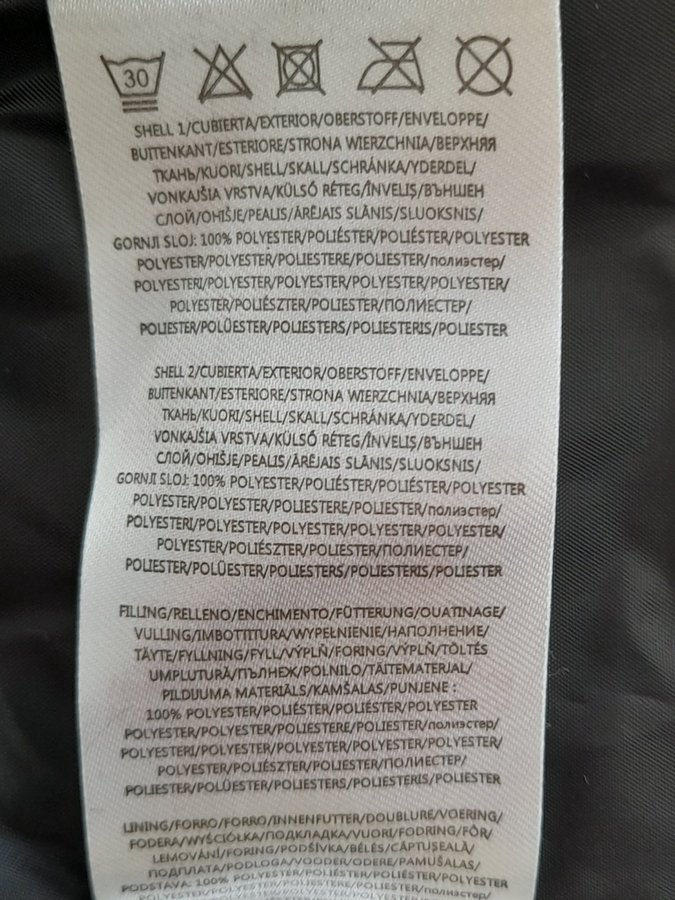 30
SHELL 1/CUBIERTA/EXTERIOR/OBERSTOFF/ENVELOPPE/
BUITENKANT/ESTERIORE/STRONA WIERZCHNIA/ВЕРХНЯЯ
ТКАНЬ/KUORI/SHELL/SKALL/SCHRÁNKA/YDERDEL/
VONKAJŠIA VRSTVA/KÜLSŐ RÉTEG/ÎNVELIȘ/ВЪНШЕН
СЛОЙ/OHIŠJE/PEALIS/ĀRĒJAIS SLĀNIS/SLUOKSNIS/
GORNJI SLOJ: 100% POLYESTER/POLIÉSTER/POLIÉSTER/POLYESTER
POLYESTER/POLYESTER/POLIESTERE/POLIESTER/полиэстер/
POLYESTERI/POLYESTER/POLYESTER/POLYESTER/POLYESTER/
POLYESTER/POLIÉSZTER/POLIESTER/ПОЛИЕСТЕР/
POLIESTER/POLÜESTER/POLIESTERS/POLIESTERIS/POLIESTER
SHELL 2/CUBIERTA/EXTERIOR/OBERSTOFF/ENVELOPPE/
BUITENKANT/ESTERIORE/STRONA WIERZCHNIA/ВЕРХНЯЯ
ТКАНЬ/KUORI/SHELL/SKALL/SCHRÁNKA/YDERDEL/
VONKAJŠIA VRSTVA/KÜLSŐ RÉTEG/ÎNVELIȘ/ВЪНШЕН
СЛОЙ/OHIŠJE/PEALIS/ĀRĒJAIS SLĀNIS/SLUOKSNIS/
GORNJI SLOJ: 100% POLYESTER/POLIÉSTER/POLIÉSTER/POLYESTER
POLYESTER/POLYESTER/POLIESTERE/POLIESTER/полиэстер/
POLYESTERI/POLYESTER/POLYESTER/POLYESTER/POLYESTER/
POLYESTER/POLIÉSZTER/POLIESTER/ПОЛИЕСТЕР/
POLIESTER/POLÜESTER/POLIESTERS/POLIESTERIS/POLIESTER
FILLING/RELLENO/ENCHIMENTO/FÜTTERUNG/OUATINAGE/
VULLING/IMBOTTITURA/WYPEŁNIENIE/НАПОЛНЕНИЕ/
TÄYTE/FYLLNING/FYLL/VÝPLŇ/FORING/VÝPLŇ/TÖLTÉS
UMPLUTURĂ/ПЪЛНЕЖ/POLNILO/TÄITEMATERJAL/
PILDIJUMA MATERIĀLS/KAMŠALAS/PUNJENE :
100% POLYESTER/POLIÉSTER/POLIÉSTER/POLYESTER
POLYESTER/POLYESTER/POLIESTERE/POLIESTER/полиэстер/
POLYESTERI/POLYESTER/POLYESTER/POLYESTER/POLYESTER/
POLYESTER/POLIÉSZTER/POLIESTER/ПОЛИЕСТЕР/
POLIESTER/POLÜESTER/POLIESTERS/POLIESTERIS/POLIESTER
LINING/FORRO/FORRO/INNENFUTTER/DOUBLURE/VOERING/
FODERA/WYŚCIÓŁKA/ПОДКЛАДКА/VUORI/FODRING/FÔR/
LEMOVÁNÍ/FORING/PODŠÍVKA/BÉLÉS/CĂPTUȘEALĂ/
ПОДПЛАТА/PODLOGA/VOODER/ODERE/PAMUŠALAS/
PODSTAVA: 100% POLYESTER/POLIÉSTER/POLIÉSTER/POLYESTER
POLYESTER/POLYESTER/POLIESTERE/POLIESTER/полиэстер/